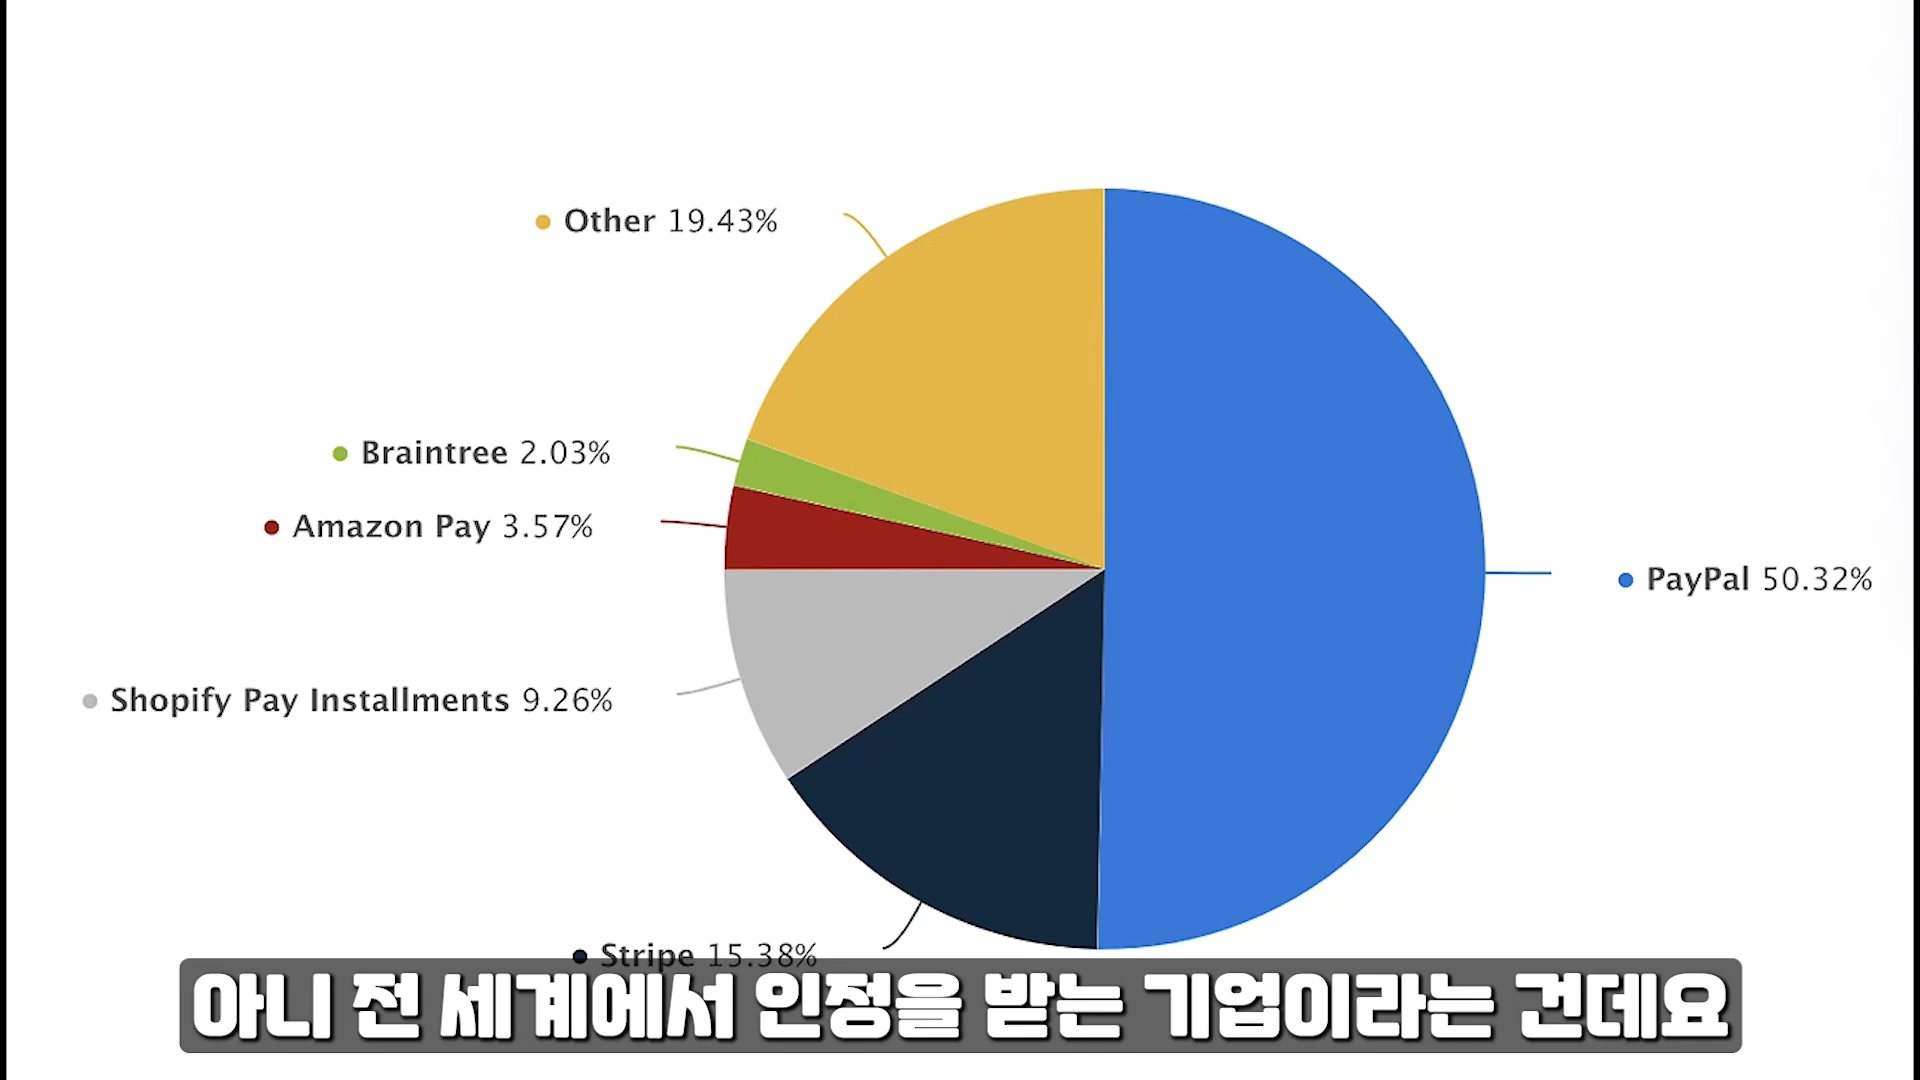 Other 19.43%
Braintree 2.03%
Amazon Pay 3.57%
PayPal 50.32%
Shopify Pay Installments 9.26%
Stripe 15.38%
아니 전 세계에서 인정을 받는 기업이라는 건데요